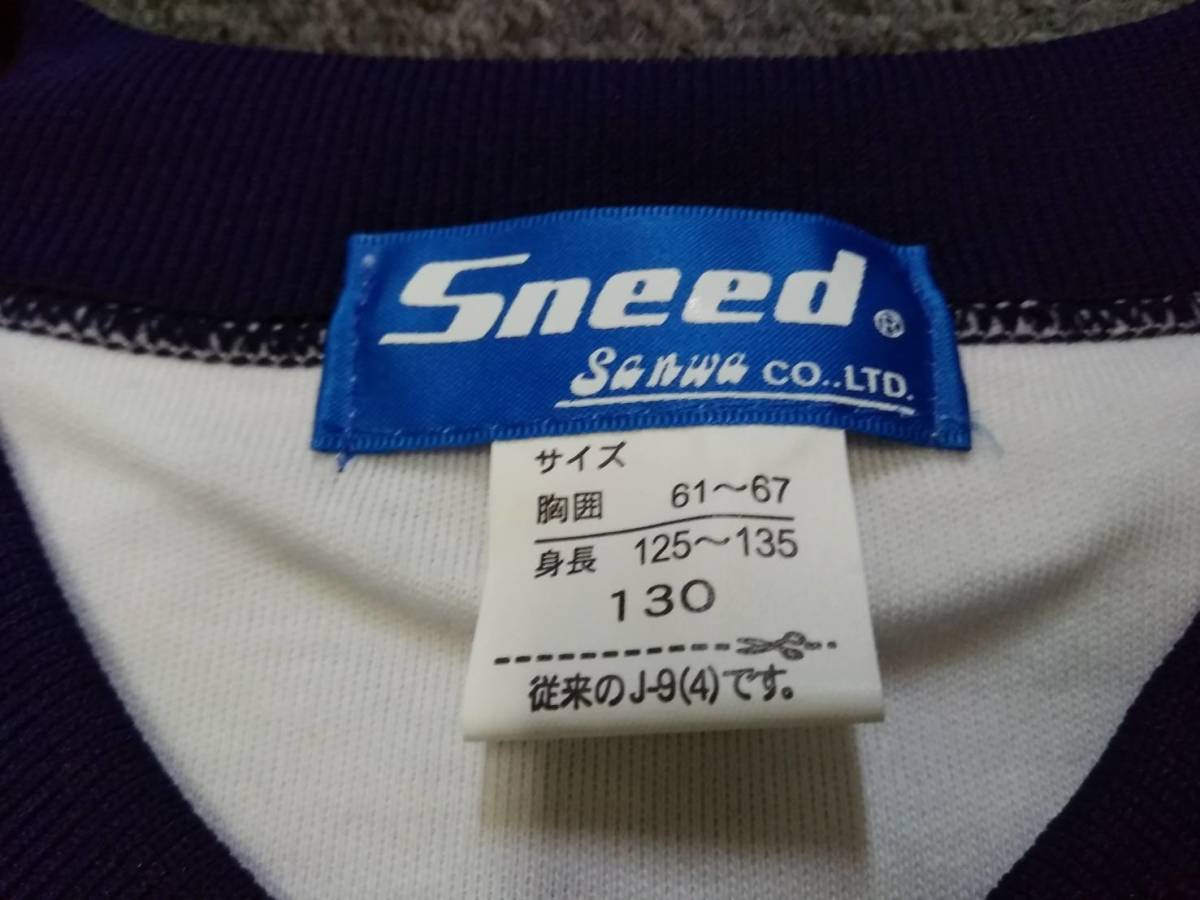 Sneed®
Sanwa CO.,LTD.
サイズ
胸囲 61～67
身長 125～135
130
従来のJ-9(4)です。